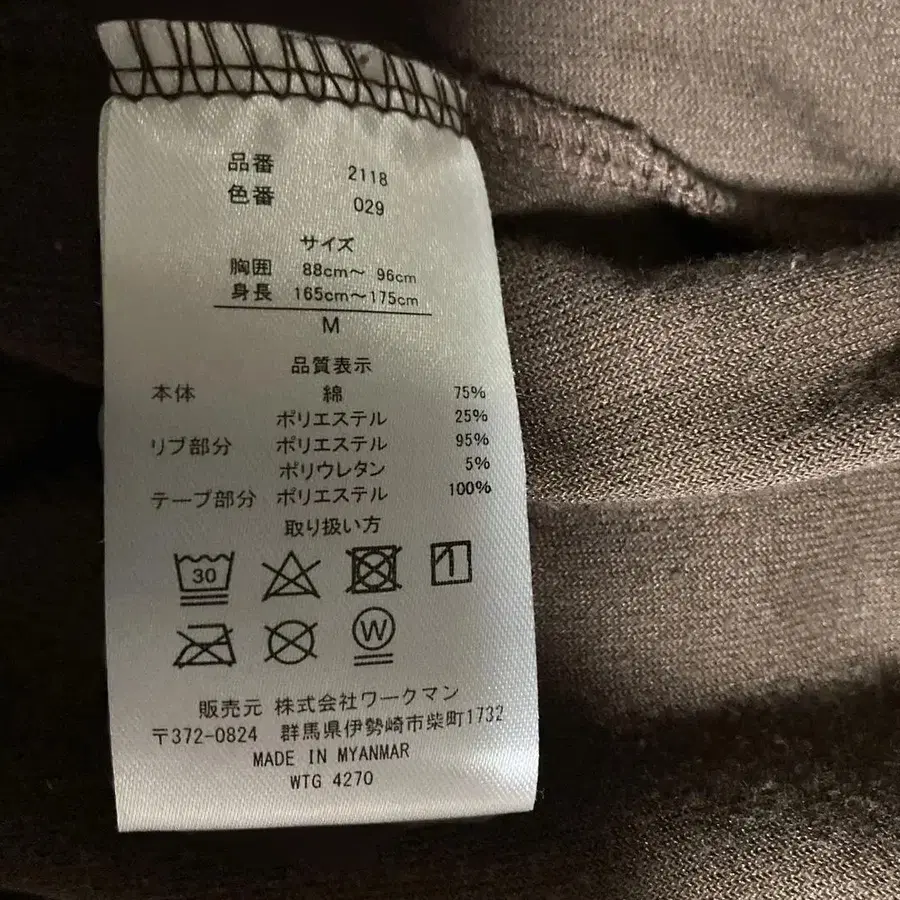 品番 2118
色番 029
サイズ
胸囲 88cm～ 96cm
身長 165cm～175cm
M
品質表示
本体 綿 75%
ポリエステル 25%
リブ部分 ポリエステル 95%
ポリウレタン 5%
テープ部分 ポリエステル 100%
取り扱い方
30
W
販売元 株式会社ワークマン
〒372-0824 群馬県伊勢崎市柴町1732
MADE IN MYANMAR
WTG 4270